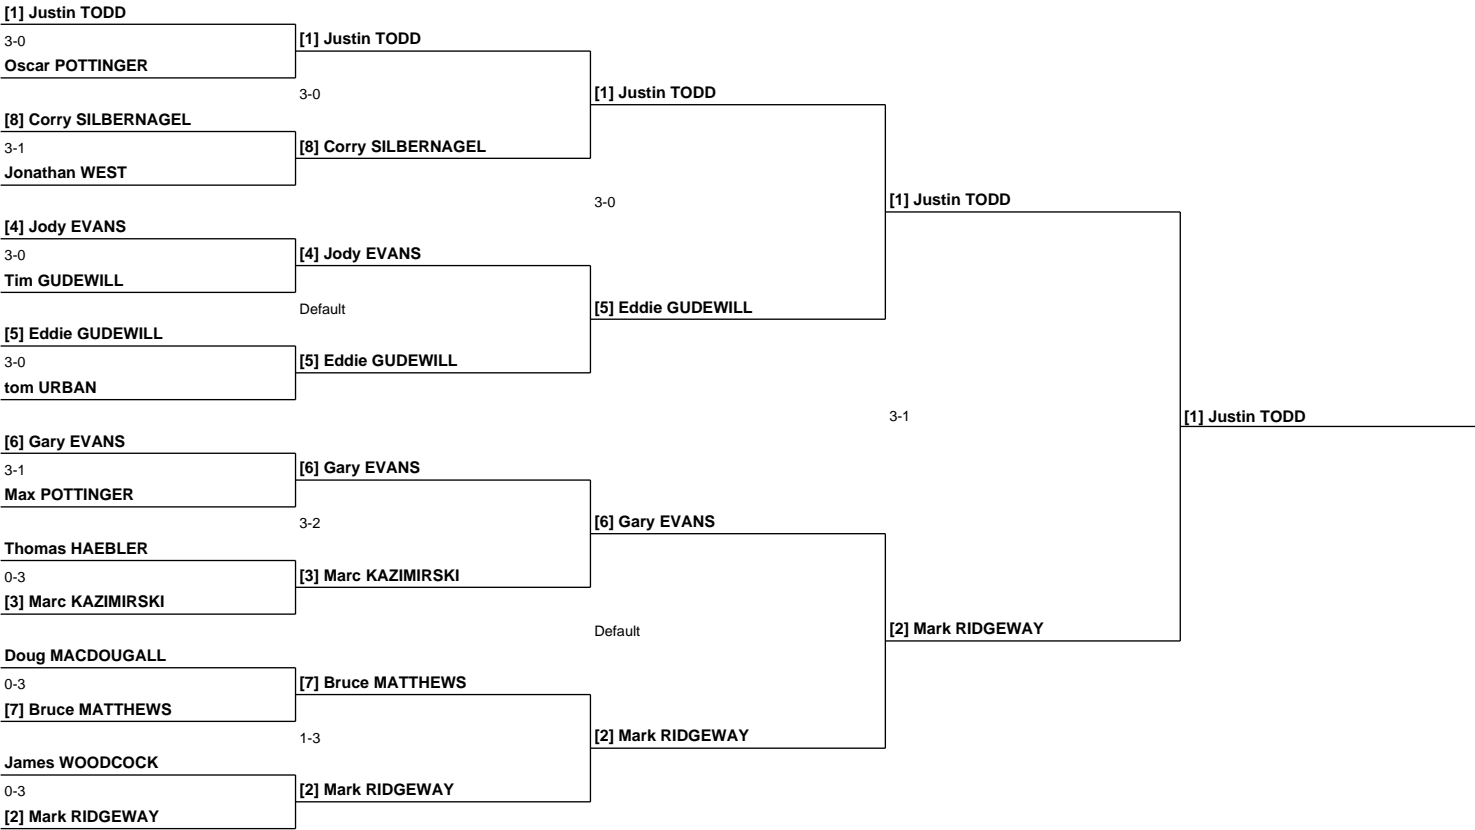 [1] Justin TODD
3-0
Oscar POTTINGER
[8] Corry SILBERNAGEL
3-1
Jonathan WEST
[4] Jody EVANS
3-0
Tim GUDEWILL
[5] Eddie GUDEWILL
3-0
tom URBAN
[6] Gary EVANS
3-1
Max POTTINGER
Thomas HAEBLER
0-3
[3] Marc KAZIMIRSKI
Doug MACDOUGALL
0-3
[7] Bruce MATTHEWS
James WOODCOCK
0-3
[2] Mark RIDGEWAY
[1] Justin TODD
3-0
[8] Corry SILBERNAGEL
[4] Jody EVANS
Default
[5] Eddie GUDEWILL
[6] Gary EVANS
3-2
[3] Marc KAZIMIRSKI
[7] Bruce MATTHEWS
1-3
[2] Mark RIDGEWAY
[1] Justin TODD
3-0
[5] Eddie GUDEWILL
[6] Gary EVANS
Default
[2] Mark RIDGEWAY
[1] Justin TODD
3-1
[2] Mark RIDGEWAY
[1] Justin TODD